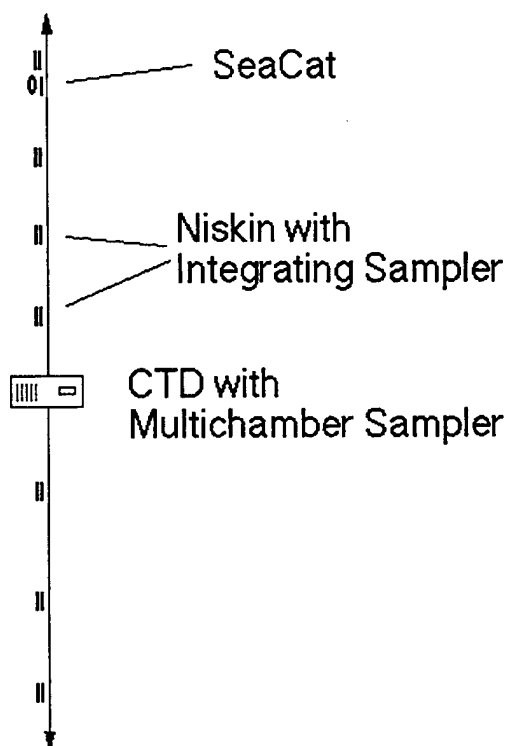 SeaCat
Niskin with
Integrating Sampler
CTD with
Multichamber Sampler